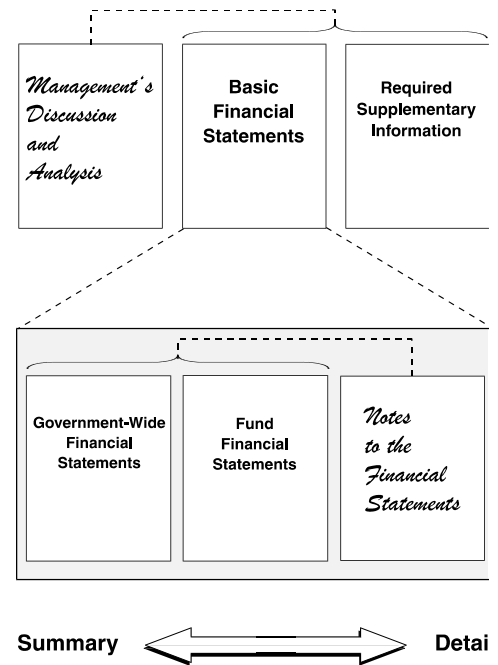 Management's
Discussion
and
Analysis
Basic
Financial
Statements
Required
Supplementary
Information
Government-Wide
Financial
Statements
Fund
Financial
Statements
Notes
to the
Financial
Statements
Summary
Detai